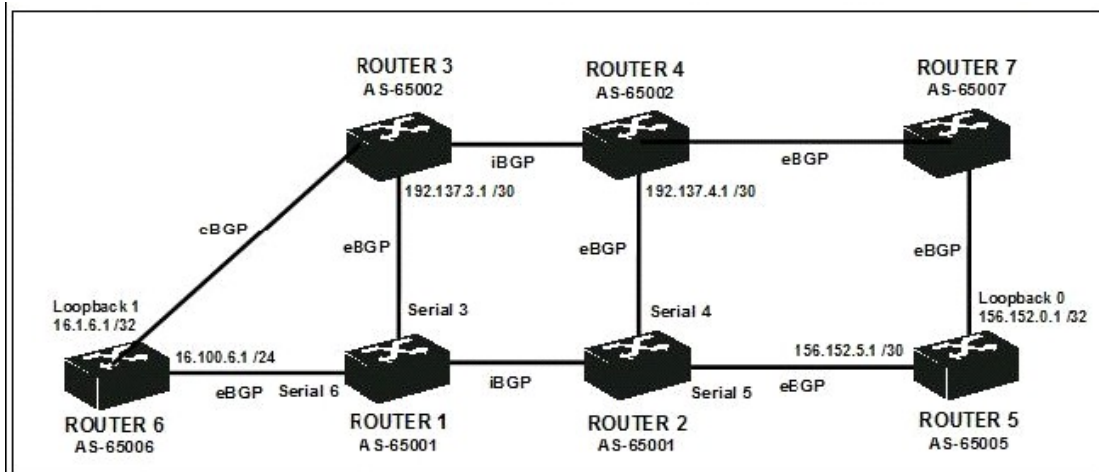 ROUTER 3
AS-65002
ROUTER 4
AS-65002
ROUTER 7
AS-65007
iBGP
eBGP
192.137.3.1 /30
192.137.4.1 /30
cBGP
eBGP
eBGP
eBGP
Loopback 1
16.1.6.1 /32
Serial 3
Serial 4
Loopback 0
156.152.0.1 /32
16.100.6.1 /24
156.152.5.1 /30
eBGP
Serial 6
iBGP
Serial 5
eBGP
ROUTER 6
AS-65006
ROUTER 1
AS-65001
ROUTER 2
AS-65001
ROUTER 5
AS-65005